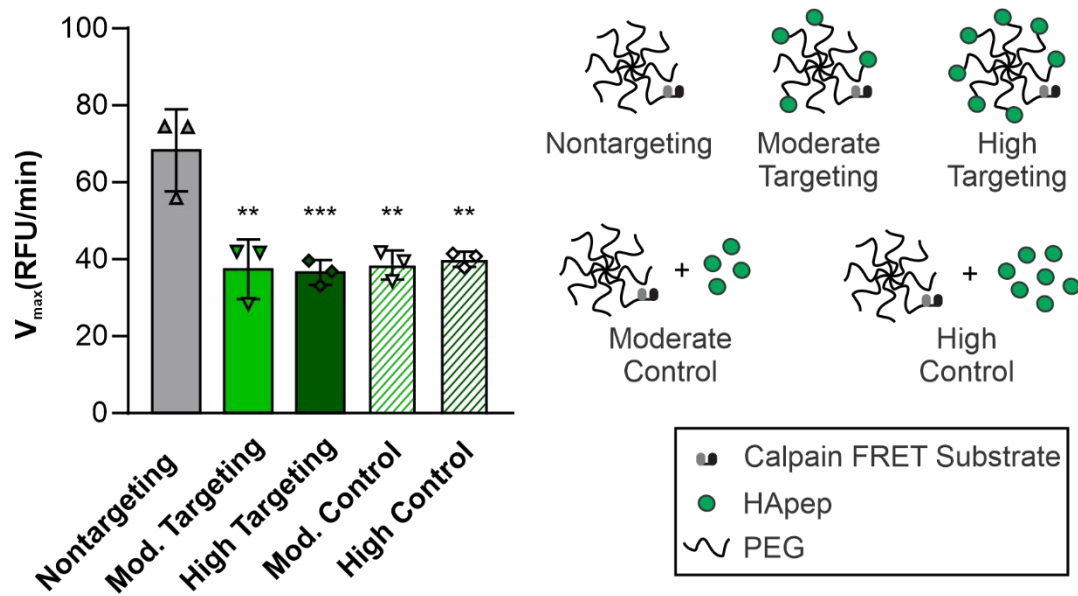 100
80
60
40
20
0
Vmax(RFU/min)
**
***
**
**
Nontargeting
Mod. Targeting
High Targeting
Mod. Control
High Control
Nontargeting
Moderate
Targeting
High
Targeting
+
Moderate
Control
+
High
Control
Calpain FRET Substrate
HApep
PEG